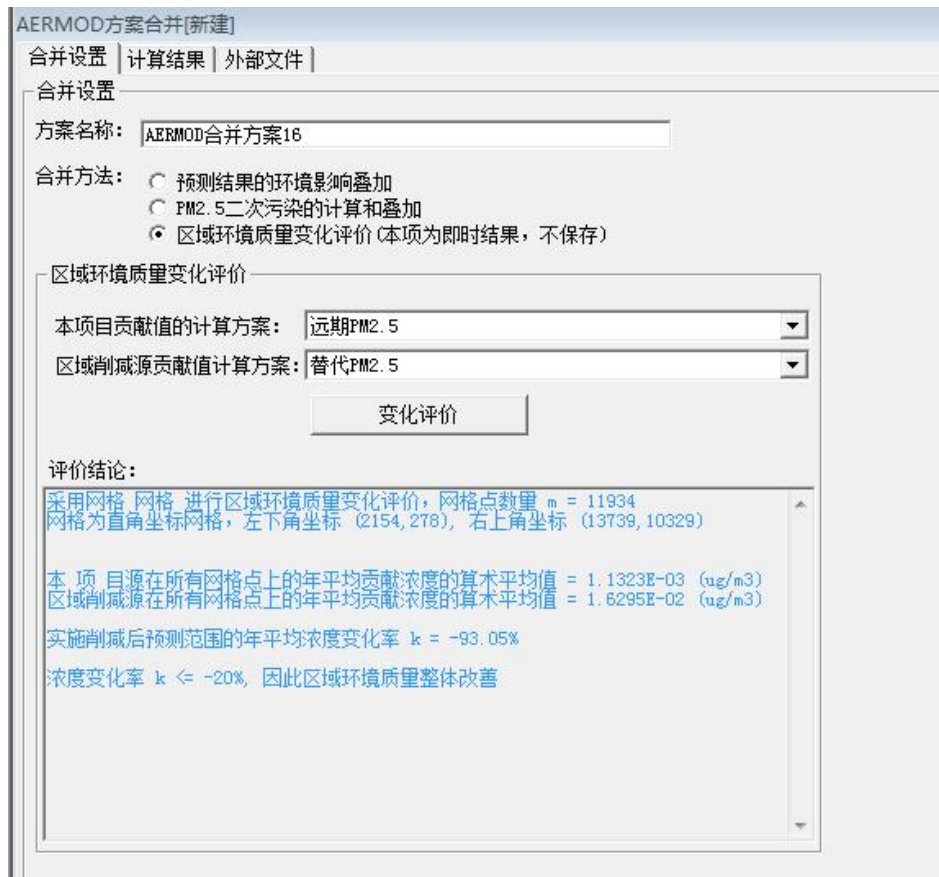 AERMOD方案合并[新建]
合并设置 计算结果 外部文件
合并设置
方案名称: AERMOD合并方案16
合并方法: 预测结果的环境影响叠加
PM2.5二次污染的计算和叠加
区域环境质量变化评价(本项为即时结果,不保存)
区域环境质量变化评价
本项目贡献值的计算方案: 远期PM2.5
区域削减源贡献值计算方案: 替代PM2.5
变化评价
评价结论:
采用网格 网格 进行区域环境质量变化评价,网格点数量 m = 11934
网格为直角坐标网格,左下角坐标 (2154,278), 右上角坐标 (13739,10329)
本 项 目源在所有网格点上的年平均贡献浓度的算术平均值 = 1.1323E-03 (ug/m3)
区域削减源在所有网格点上的年平均贡献浓度的算术平均值 = 1.6295E-02 (ug/m3)
实施削减后预测范围的年平均浓度变化率 k = -93.05%
浓度变化率 k <= -20%, 因此区域环境质量整体改善